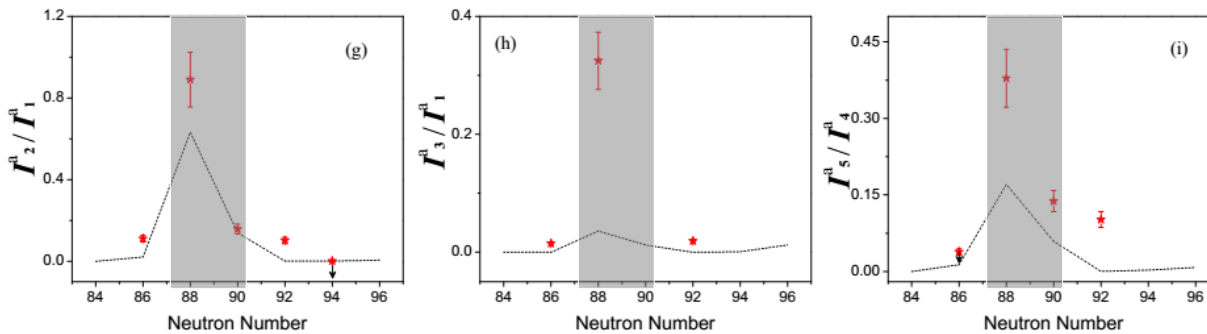 1.2
0.8
0.4
0.0
I^a_2 / I^a_1
(g)
84 86 88 90 92 94 96
Neutron Number
0.4
0.2
0.0
I^a_3 / I^a_1
(h)
84 86 88 90 92 94 96
Neutron Number
0.45
0.30
0.15
0.00
I^a_5 / I^a_4
(i)
84 86 88 90 92 94 96
Neutron Number